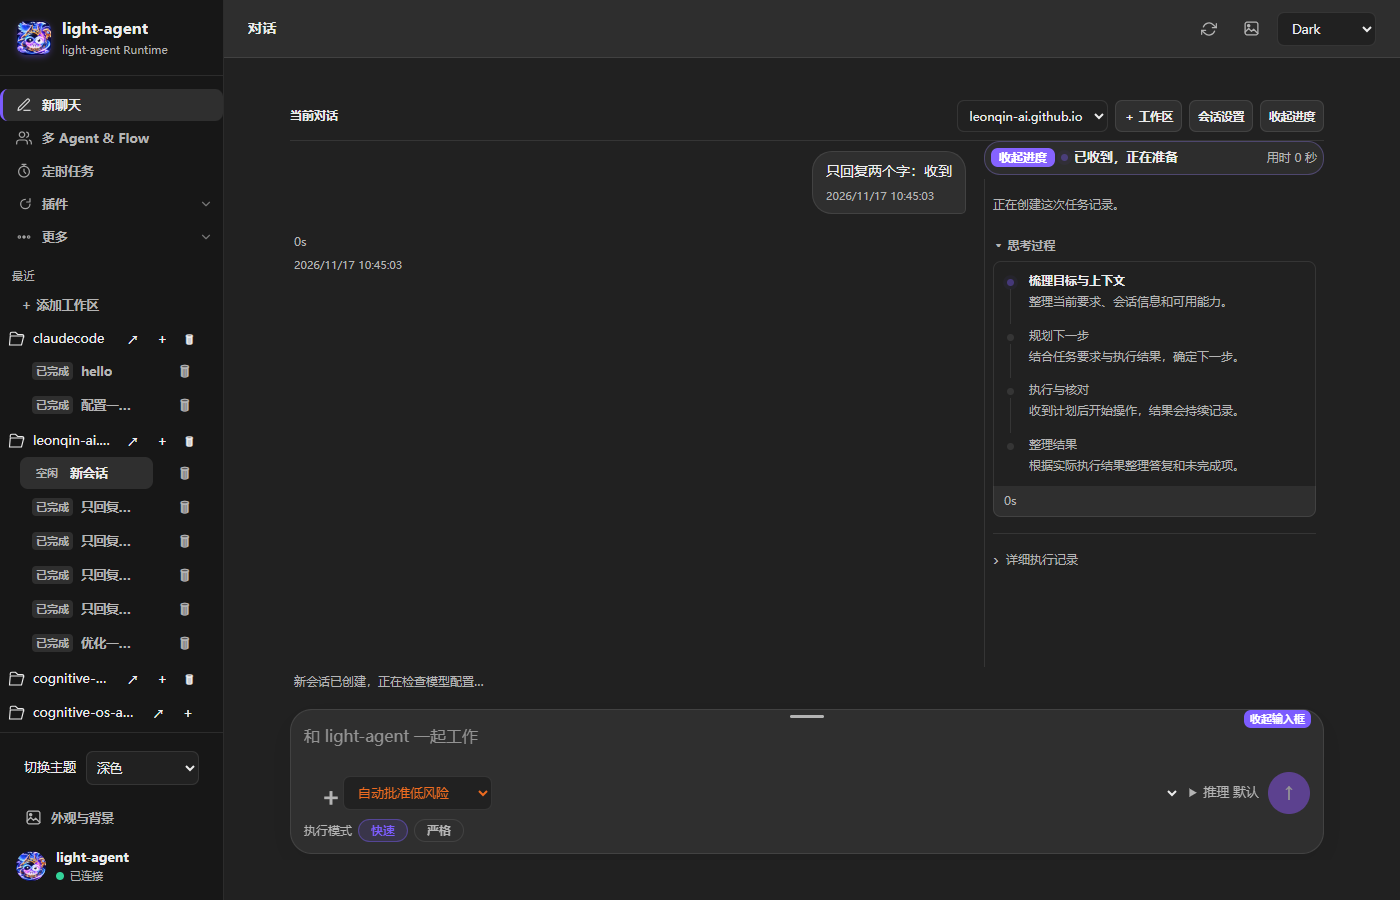 light-agent
light-agent Runtime
新聊天
多 Agent & Flow
定时任务
插件
更多
最近
+ 添加工作区
claudecode
已完成 hello
已完成 配置一...
leonqin-ai....
空闲 新会话
已完成 只回复...
已完成 只回复...
已完成 只回复...
已完成 只回复...
已完成 优化一...
cognitive-...
cognitive-os-a...
切换主题 深色
外观与背景
light-agent
已连接
对话
Dark
当前对话
leonqin-ai.github.io
+ 工作区
会话设置
收起进度
只回复两个字：收到
2026/11/17 10:45:03
0s
2026/11/17 10:45:03
收起进度 已收到，正在准备 用时 0 秒
正在创建这次任务记录。
思考过程
梳理目标与上下文
整理当前要求、会话信息和可用能力。
规划下一步
结合任务要求与执行结果，确定下一步。
执行与核对
收到计划后开始操作，结果会持续记录。
整理结果
根据实际执行结果整理答复和未完成项。
0s
详细执行记录
新会话已创建，正在检查模型配置...
收起输入框
和 light-agent 一起工作
自动批准低风险
推理 默认
执行模式 快速 严格